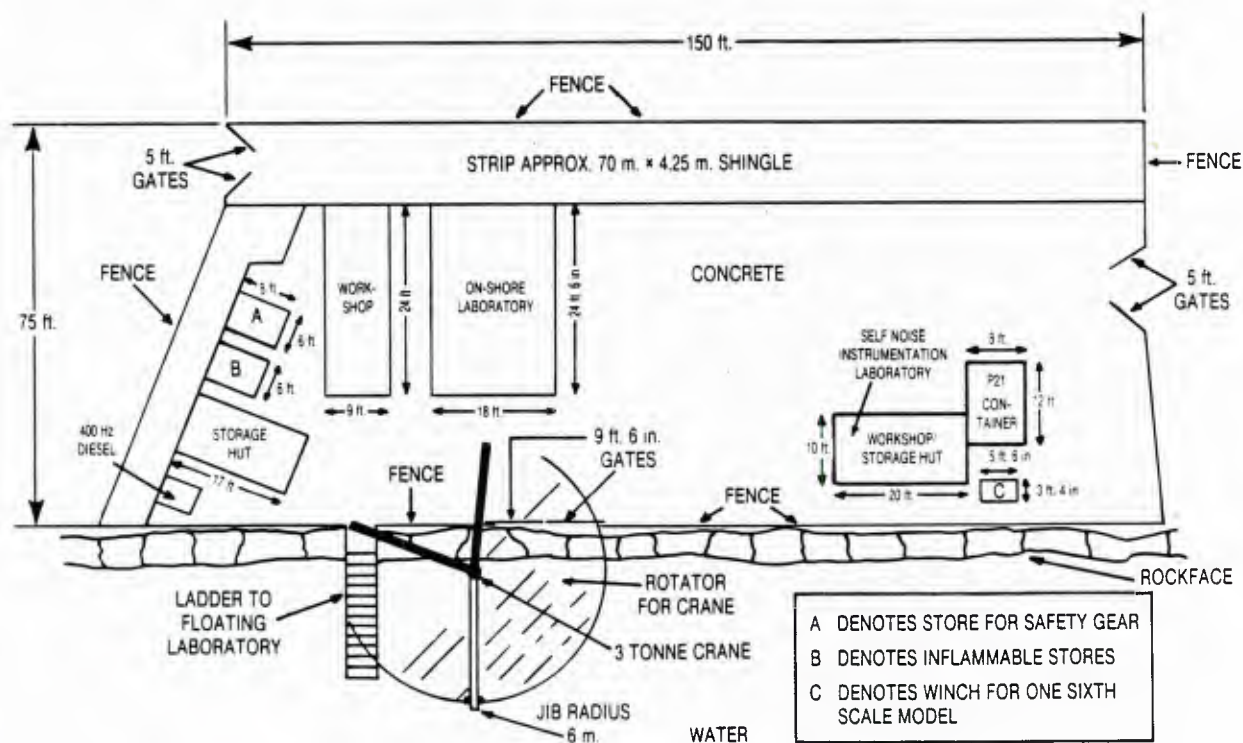 150 ft.
FENCE
5 ft.
GATES
STRIP APPROX. 70 m. × 4.25 m. SHINGLE
FENCE
75 ft.
FENCE
WORK-
SHOP
24 ft.
ON-SHORE
LABORATORY
24 ft. 6 in
CONCRETE
5 ft.
GATES
A
6 ft.
B
6 ft.
9 ft.
18 ft.
SELF NOISE
INSTRUMENTATION
LABORATORY
P21
CON-
TAINER
12 ft.
400 Hz
DIESEL
STORAGE
HUT
17 ft
10 ft.
WORKSHOP/
STORAGE HUT
20 ft.
5 ft. 6 in
C
3 ft. 4 in
9 ft. 6 in.
GATES
FENCE
FENCE
ROCKFACE
LADDER TO
FLOATING
LABORATORY
ROTATOR
FOR CRANE
3 TONNE CRANE
JIB RADIUS
6 m.
WATER
A DENOTES STORE FOR SAFETY GEAR
B DENOTES INFLAMMABLE STORES
C DENOTES WINCH FOR ONE SIXTH
SCALE MODEL